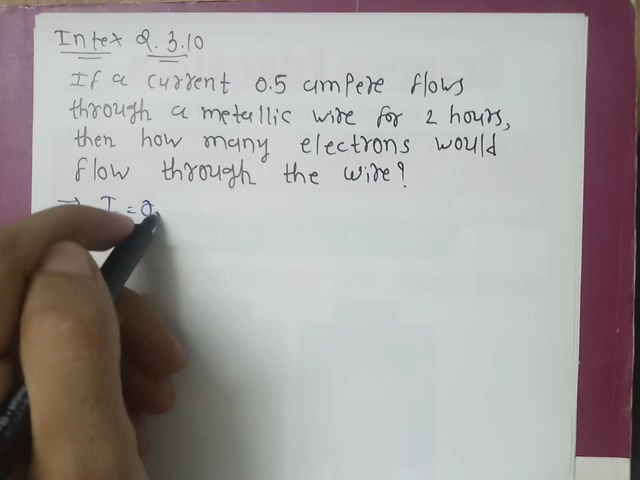 Intex Q. 3.10
If a current 0.5 ampere flows
through a metallic wire for 2 hours,
then how many electrons would
flow through the wire?
→ I = 0.